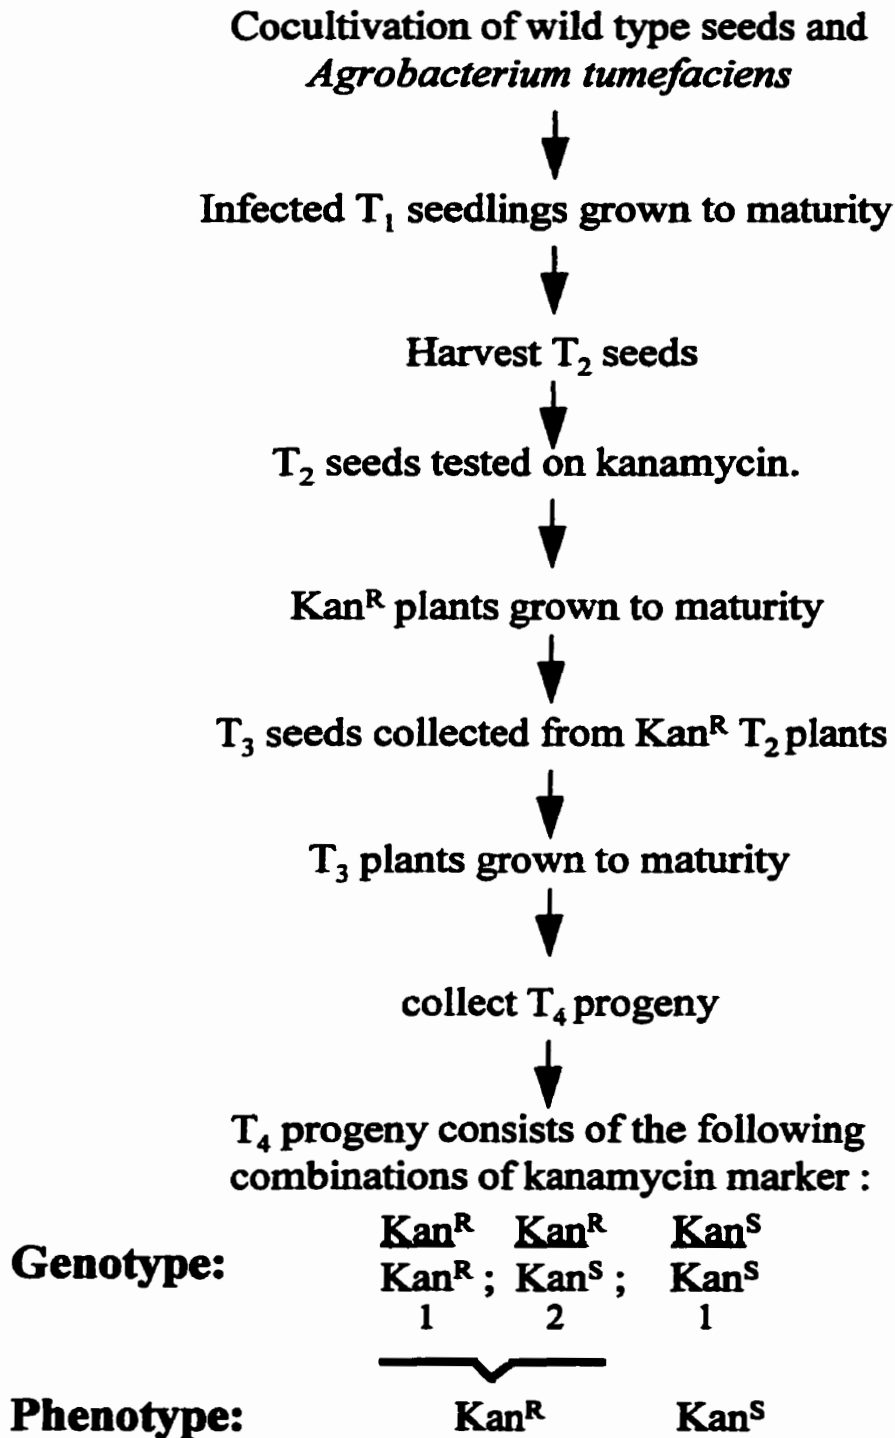 Cocultivation of wild type seeds and
Agrobacterium tumefaciens
Infected T₁ seedlings grown to maturity
Harvest T₂ seeds
T₂ seeds tested on kanamycin.
Kanᴿ plants grown to maturity
T₃ seeds collected from Kanᴿ T₂ plants
T₃ plants grown to maturity
collect T₄ progeny
T₄ progeny consists of the following
combinations of kanamycin marker :
Genotype:
Kanᴿ Kanᴿ Kanˢ
Kanᴿ ; Kanˢ ; Kanˢ
1 2 1
Phenotype: Kanᴿ Kanˢ